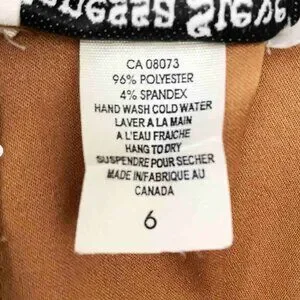 CA 08073
96% POLYESTER
4% SPANDEX
HAND WASH COLD WATER
LAVER A LA MAIN
A L'EAU FRAICHE
HANG TO DRY
SUSPENDRE POUR SECHER
MADE IN/FABRIQUE AU
CANADA
6